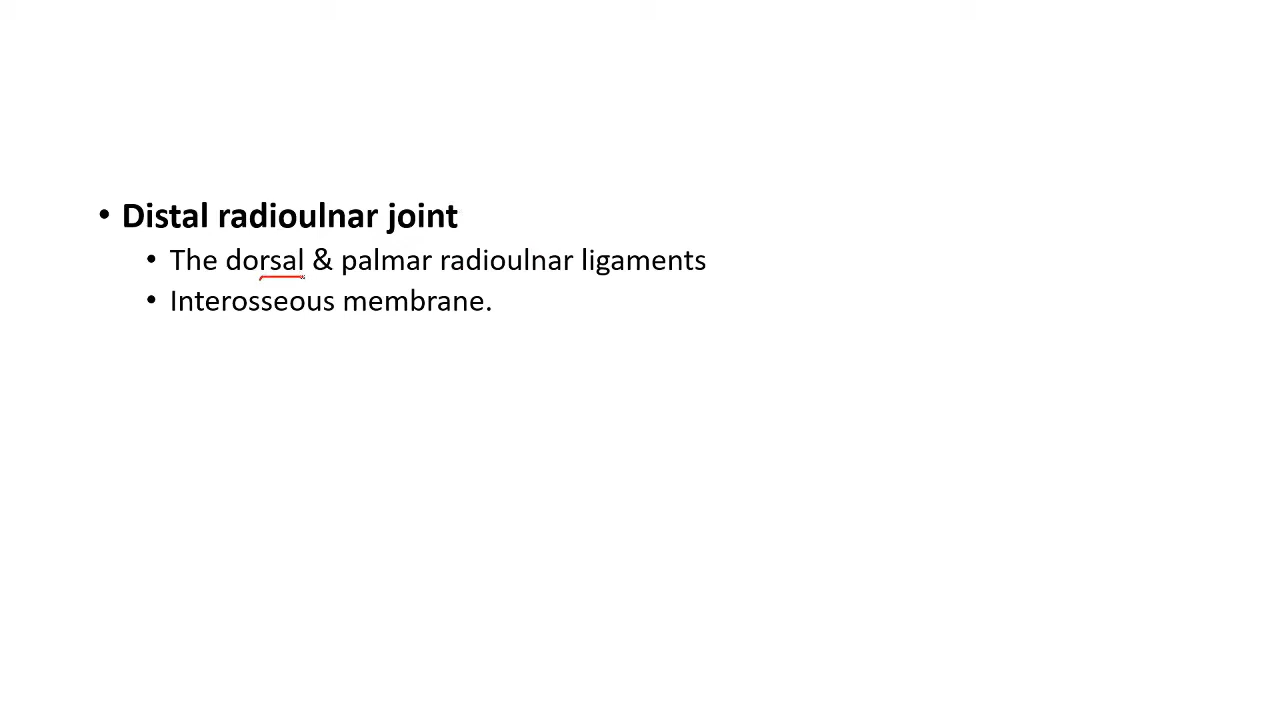 • Distal radioulnar joint
• The dorsal & palmar radioulnar ligaments
• Interosseous membrane.